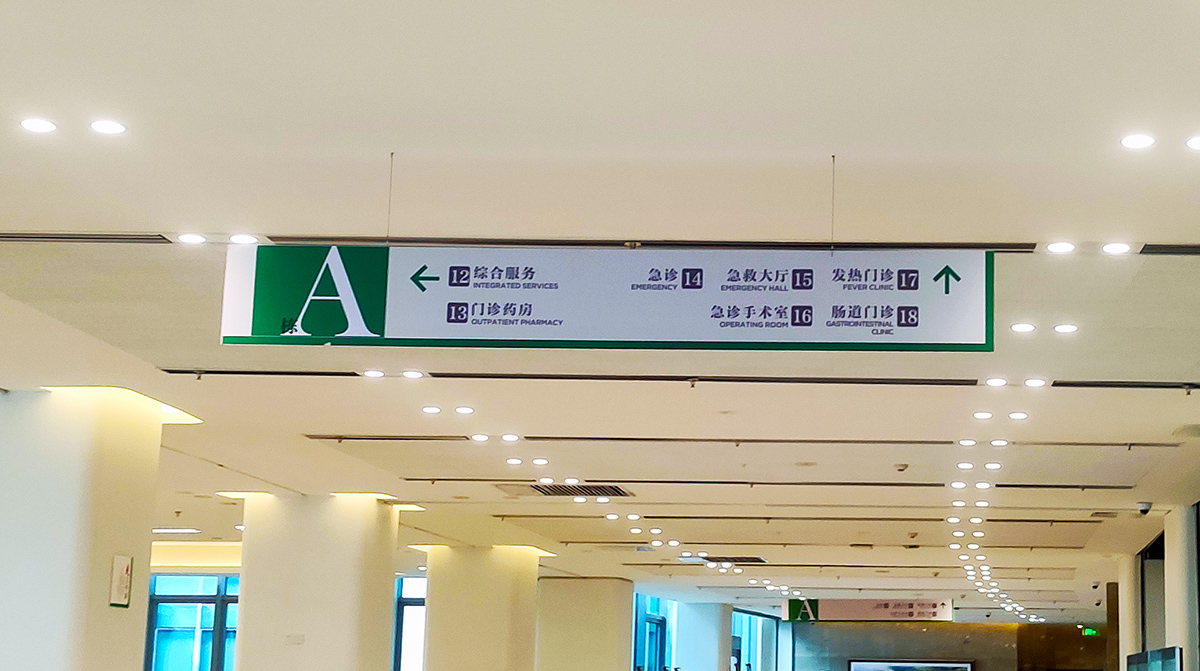 A
栋
← 12 综合服务
INTEGRATED SERVICES
13 门诊药房
OUTPATIENT PHARMACY
急诊 14
EMERGENCY
急救大厅 15
EMERGENCY HALL
发热门诊 17 ↑
FEVER CLINIC
急诊手术室 16
OPERATING ROOM
肠道门诊 18
GASTROINTESTINAL
CLINIC
A